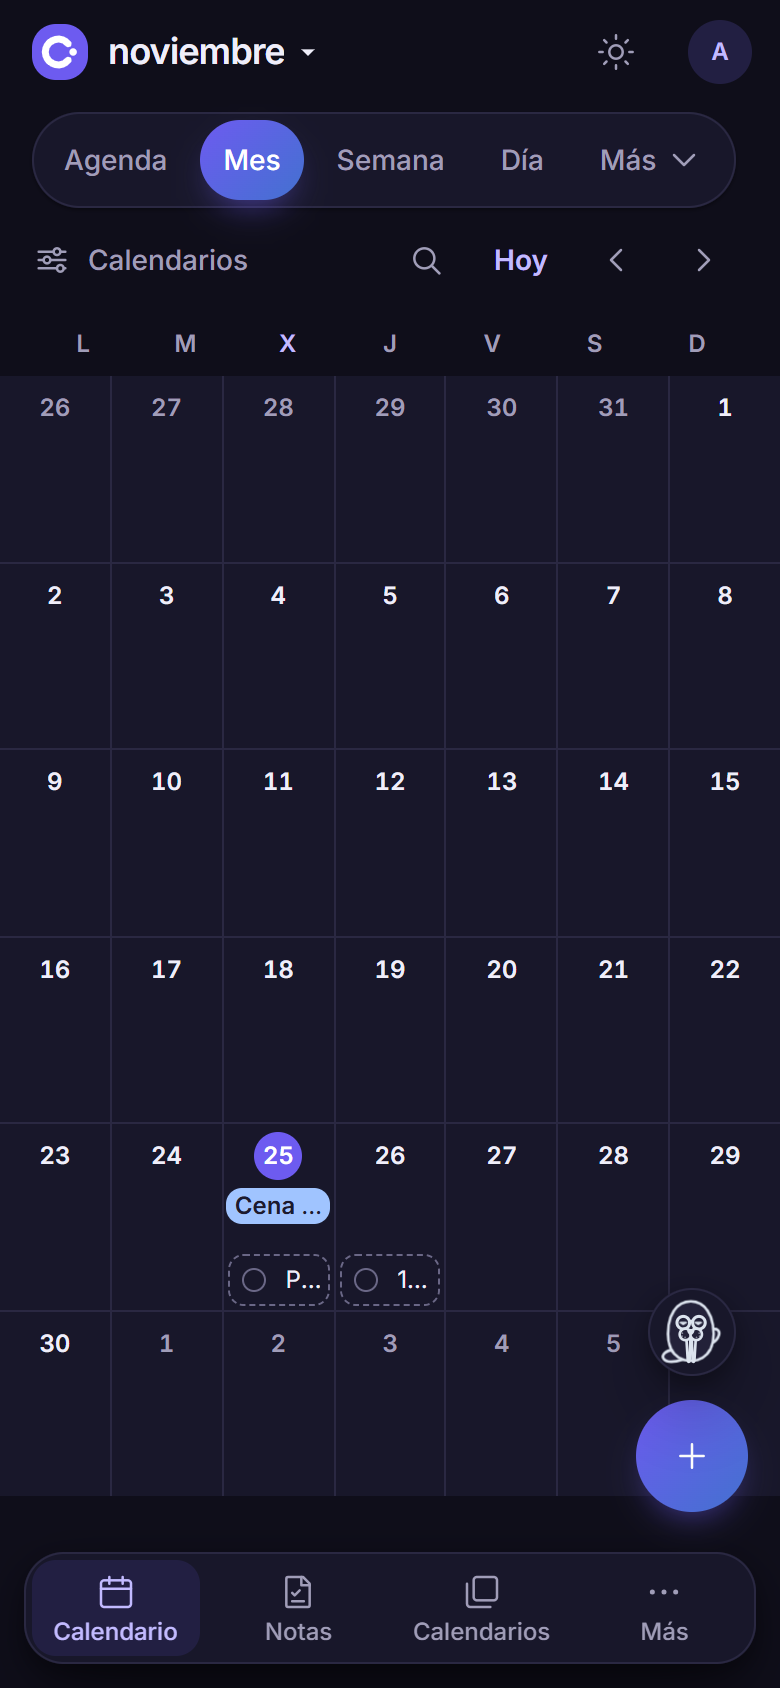 noviembre
A
Agenda Mes Semana Día Más
Calendarios Hoy
L M X J V S D
26 27 28 29 30 31 1
2 3 4 5 6 7 8
9 10 11 12 13 14 15
16 17 18 19 20 21 22
23 24 25 26 27 28 29
Cena ...
P... 1...
30 1 2 3 4 5
Calendario Notas Calendarios Más